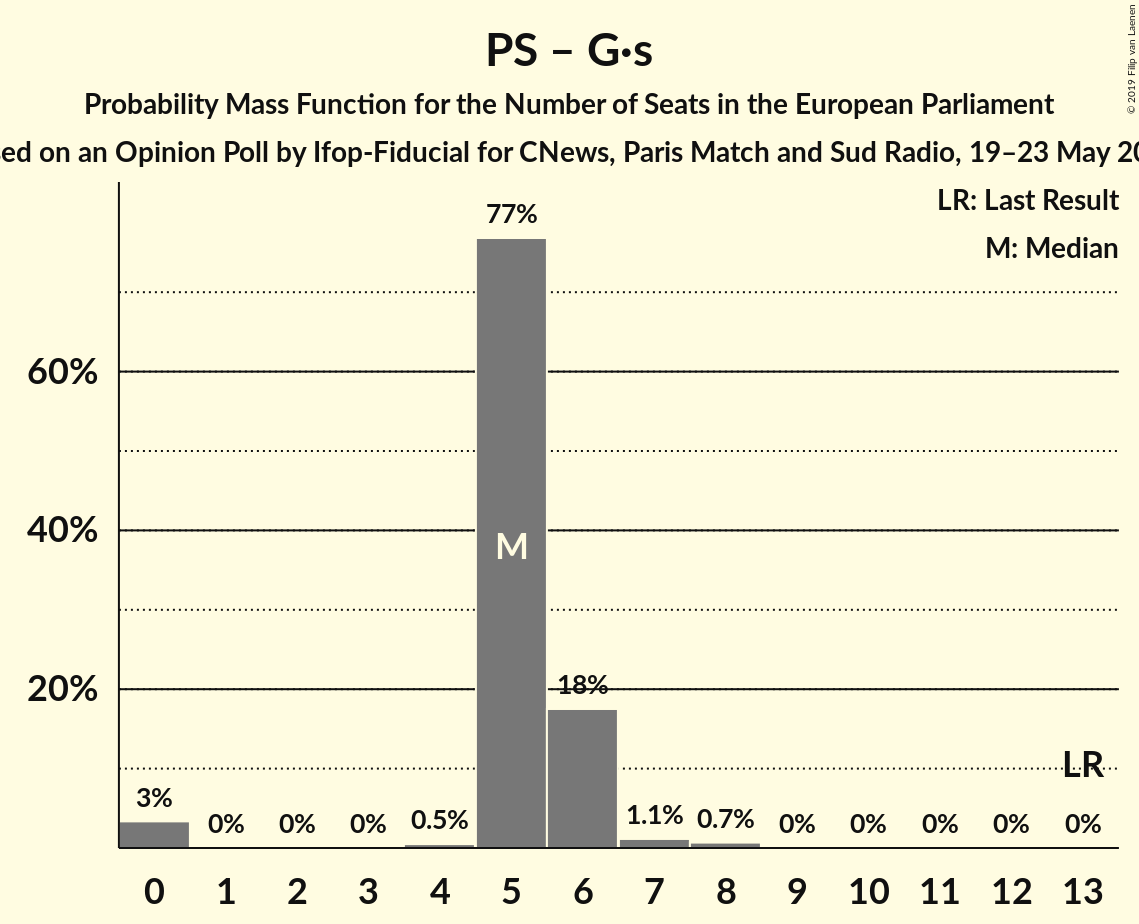 PS – G·s
Probability Mass Function for the Number of Seats in the European Parliament
on an Opinion Poll by Ifop-Fiducial for CNews, Paris Match and Sud Radio, 19–23 May
© 2019 Filip van Laenen
LR: Last Result
M: Median
77%
60%
40%
M
20%
18%
LR
3%
0%
0%
0%
0.5%
1.1%
0.7%
0%
0%
0%
0%
0%
0 1 2 3 4 5 6 7 8 9 10 11 12 13